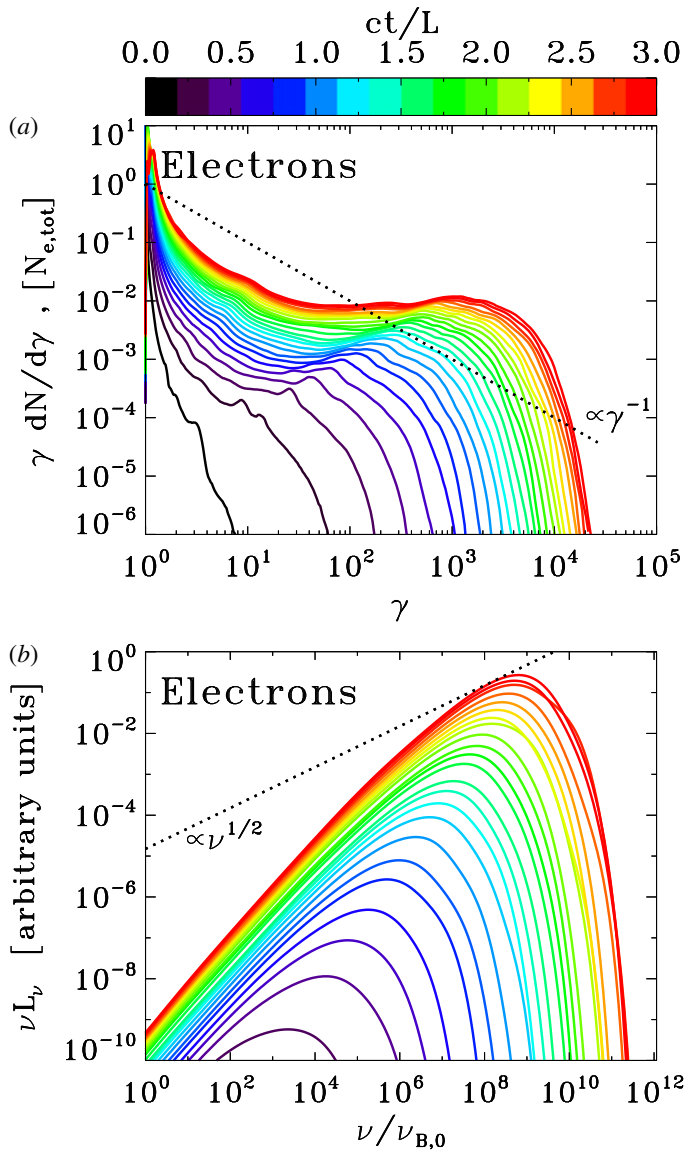 ct/L
0.0 0.5 1.0 1.5 2.0 2.5 3.0
(a)
10^1
Electrons
10^0
10^-1
10^-2
10^-3
10^-4
10^-5
10^-6
γ dN/dγ , [N_e,tot]
∝γ^-1
10^0 10^1 10^2 10^3 10^4 10^5
γ
(b)
10^0
Electrons
10^-2
10^-4
10^-6
10^-8
10^-10
νL_ν [arbitrary units]
∝ν^1/2
10^0 10^2 10^4 10^6 10^8 10^10 10^12
ν/ν_B,0